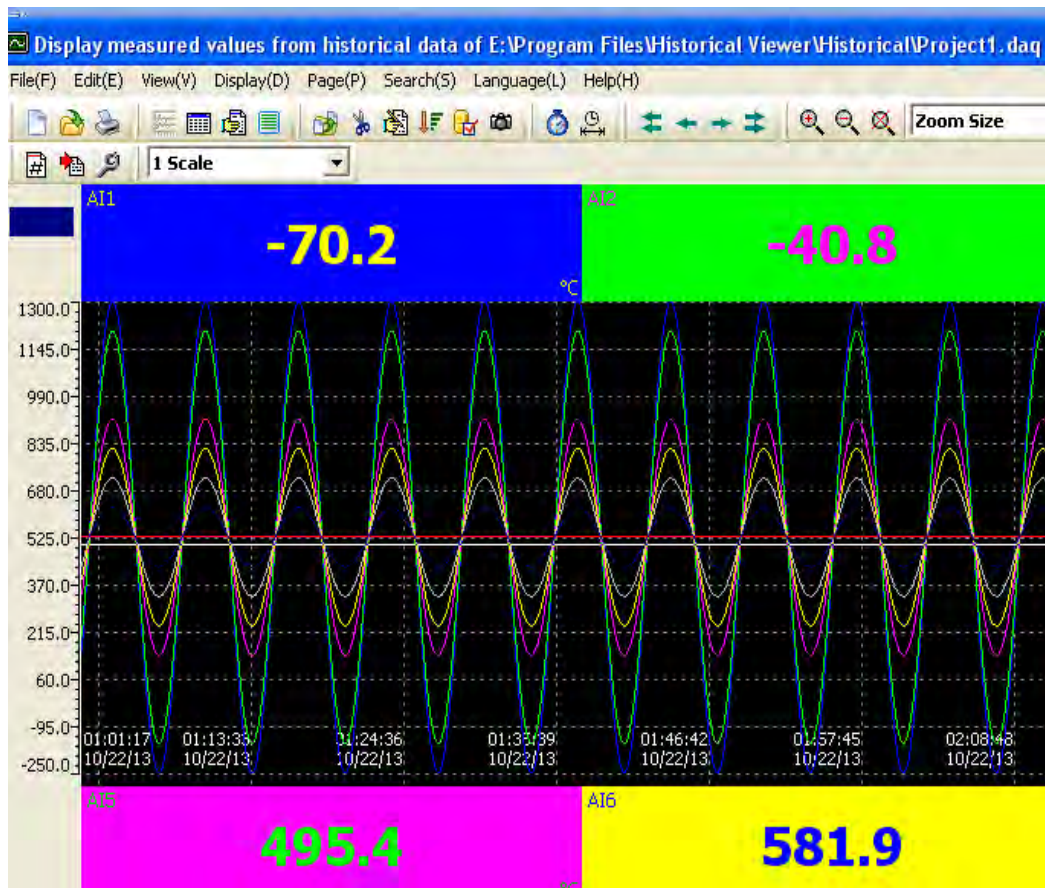 Display measured values from historical data of E:\Program Files\Historical Viewer\Historical\Project1.daq
File(F) Edit(E) View(V) Display(D) Page(P) Search(S) Language(L) Help(H)
Zoom Size
1 Scale
AI1
AI2
-70.2
-40.8
°C
1300.0
1145.0
990.0
835.0
680.0
525.0
370.0
215.0
60.0
-95.0
-250.0
01:01:17 01:13:33 01:24:36 01:35:39 01:46:42 01:57:45 02:08:48
10/22/13 10/22/13 10/22/13 10/22/13 10/22/13 10/22/13 10/22/13
AI5
AI6
495.4
581.9